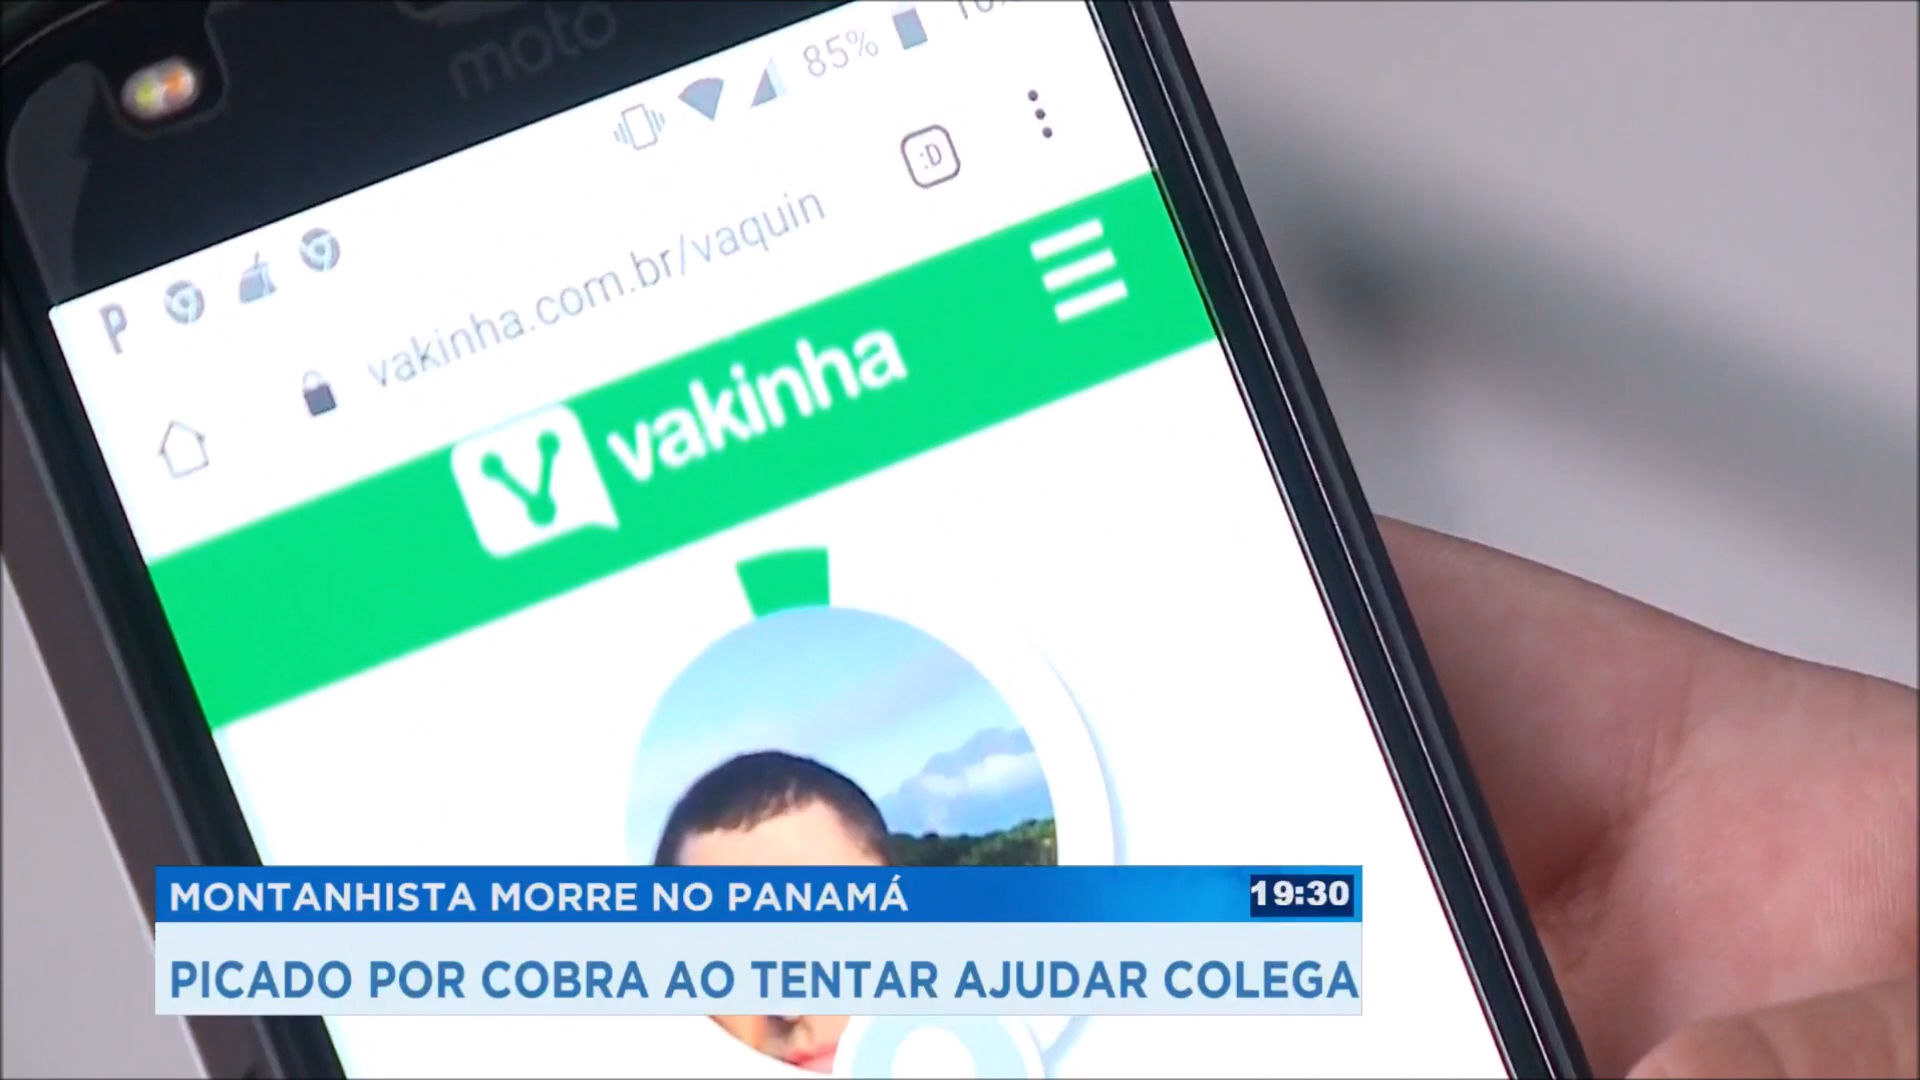 moto
85%
:D
vakinha.com.br/vaquin
vakinha
MONTANHISTA MORRE NO PANAMÁ
19:30
PICADO POR COBRA AO TENTAR AJUDAR COLEGA